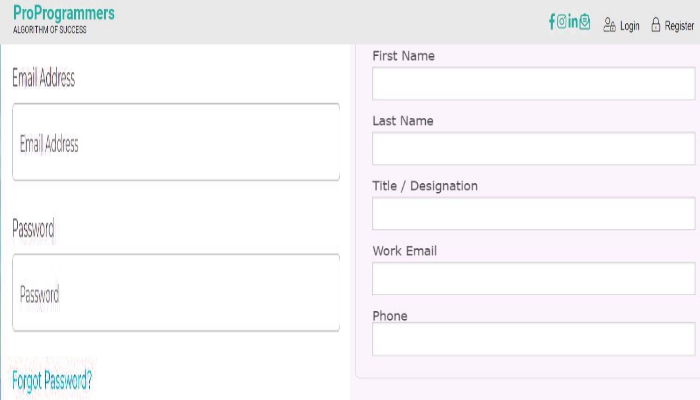 ProProgrammers
ALGORITHM OF SUCCESS
Login
Register
Email Address
Email Address
Password
Password
Forgot Password?
First Name
Last Name
Title / Designation
Work Email
Phone